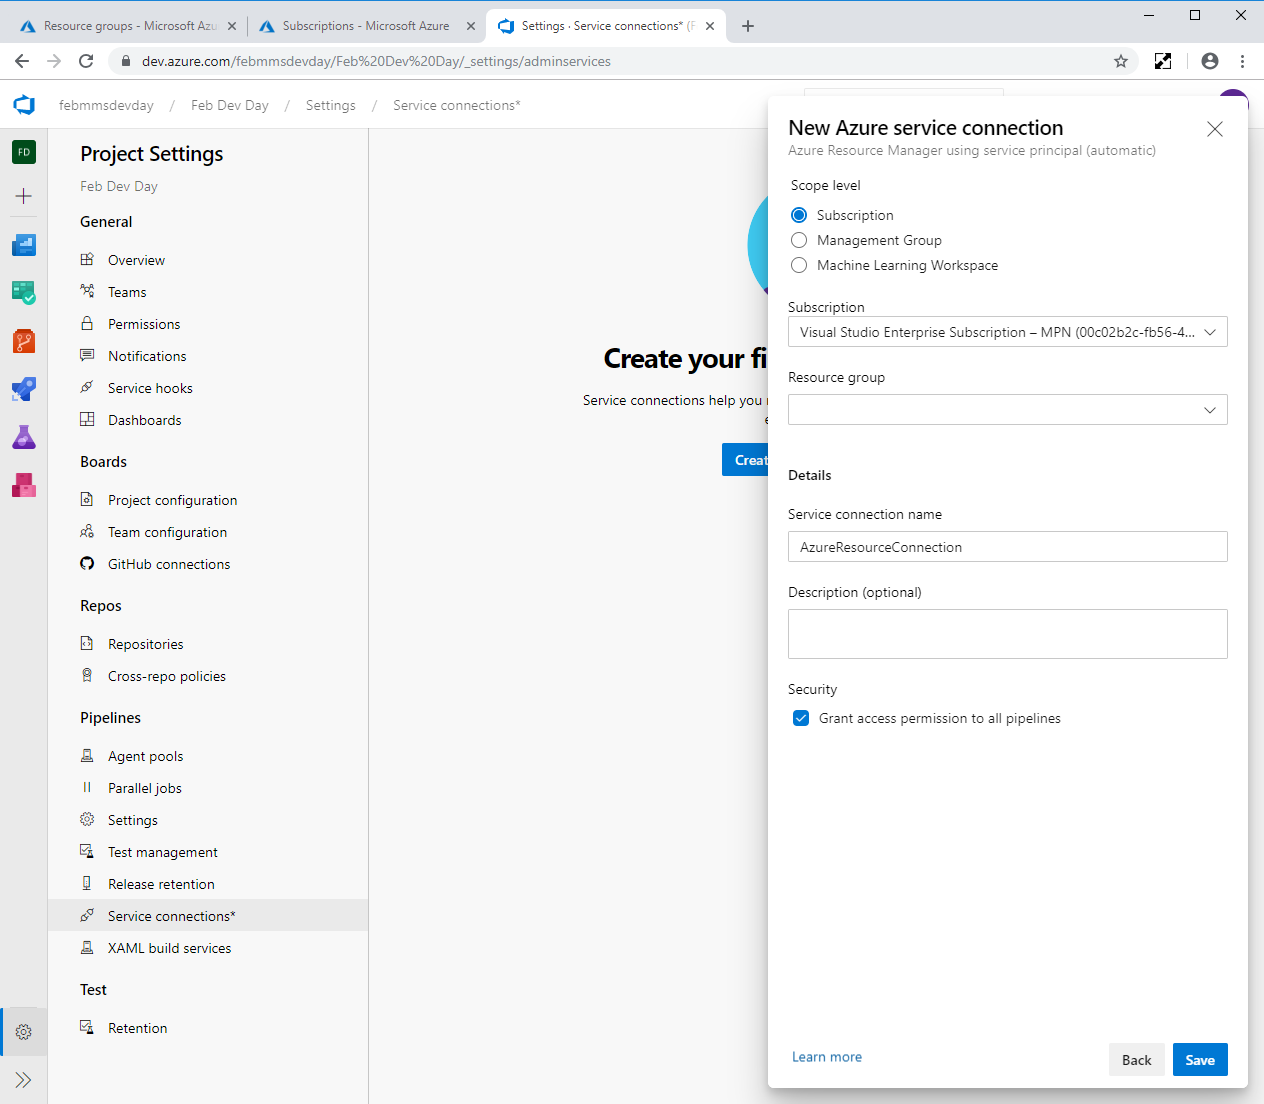 Resource groups - Microsoft Azu
Subscriptions - Microsoft Azure
Settings · Service connections* (F
dev.azure.com/febmmsdevday/Feb%20Dev%20Day/_settings/adminservices
febmmsdevday / Feb Dev Day / Settings / Service connections*
FD
Project Settings
Feb Dev Day
General
Overview
Teams
Permissions
Notifications
Service hooks
Dashboards
Boards
Project configuration
Team configuration
GitHub connections
Repos
Repositories
Cross-repo policies
Pipelines
Agent pools
Parallel jobs
Settings
Test management
Release retention
Service connections*
XAML build services
Test
Retention
Create your fi
Service connections help you
e
Creat
New Azure service connection
Azure Resource Manager using service principal (automatic)
Scope level
Subscription
Management Group
Machine Learning Workspace
Subscription
Visual Studio Enterprise Subscription – MPN (00c02b2c-fb56-4...
Resource group
Details
Service connection name
AzureResourceConnection
Description (optional)
Security
Grant access permission to all pipelines
Learn more
Back
Save